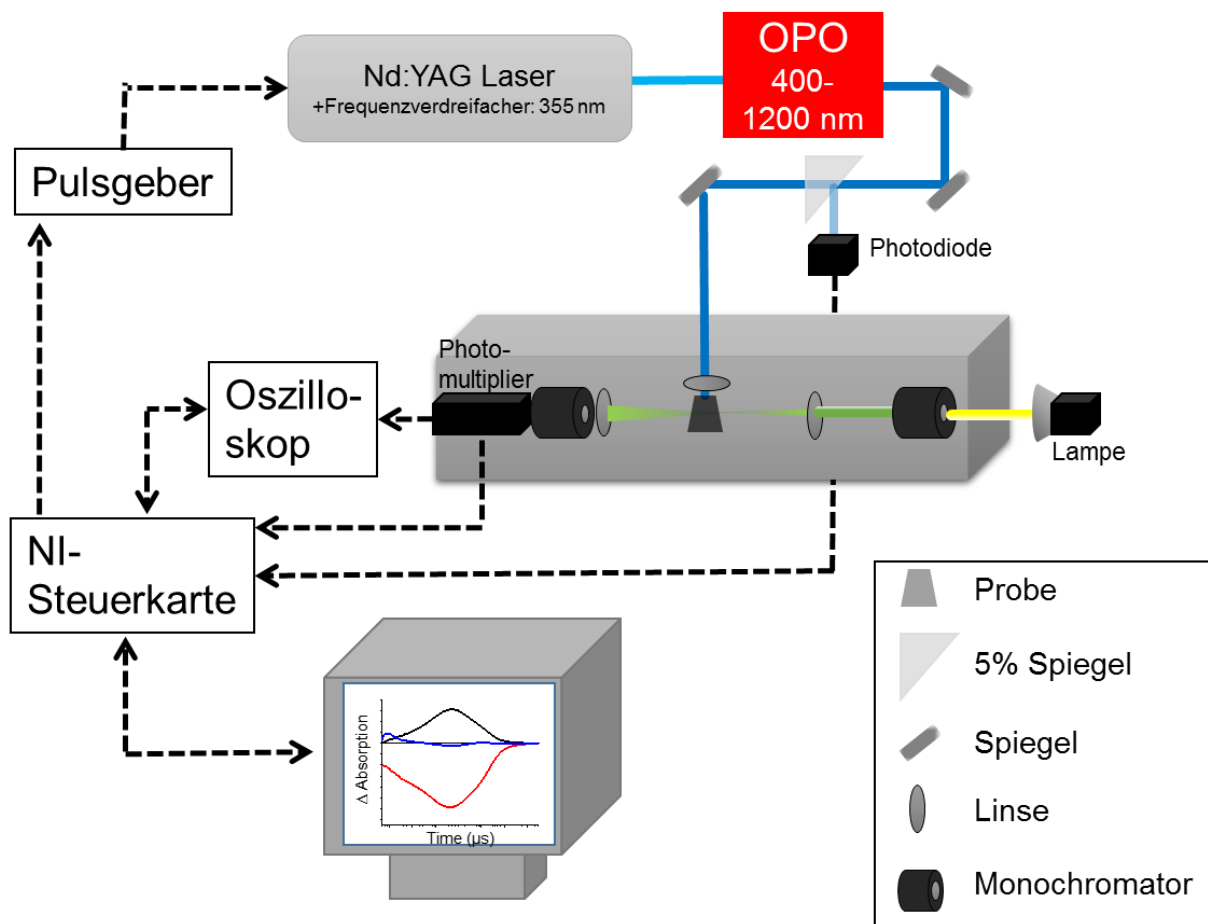 Nd:YAG Laser
+Frequenzverdreifacher: 355 nm
OPO
400-
1200 nm
Pulsgeber
Photodiode
Photo-
multiplier
Oszillo-
skop
Lampe
NI-
Steuerkarte
Δ Absorption
Time (µs)
Probe
5% Spiegel
Spiegel
Linse
Monochromator